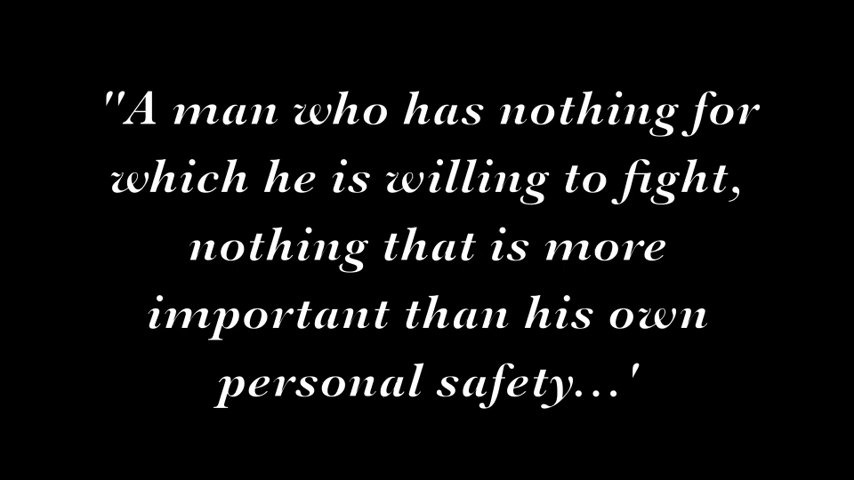 "A man who has nothing for
which he is willing to fight,
nothing that is more
important than his own
personal safety...'